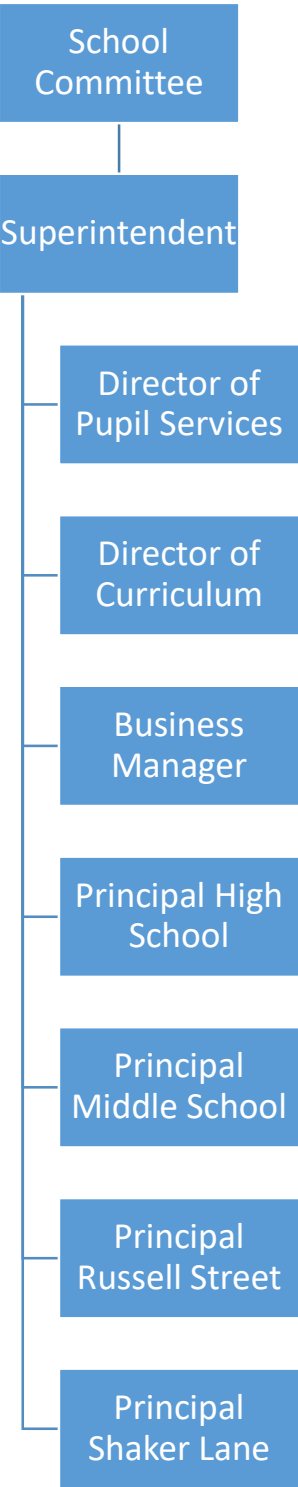 School
Committee
Superintendent
Director of
Pupil Services
Director of
Curriculum
Business
Manager
Principal High
School
Principal
Middle School
Principal
Russell Street
Principal
Shaker Lane